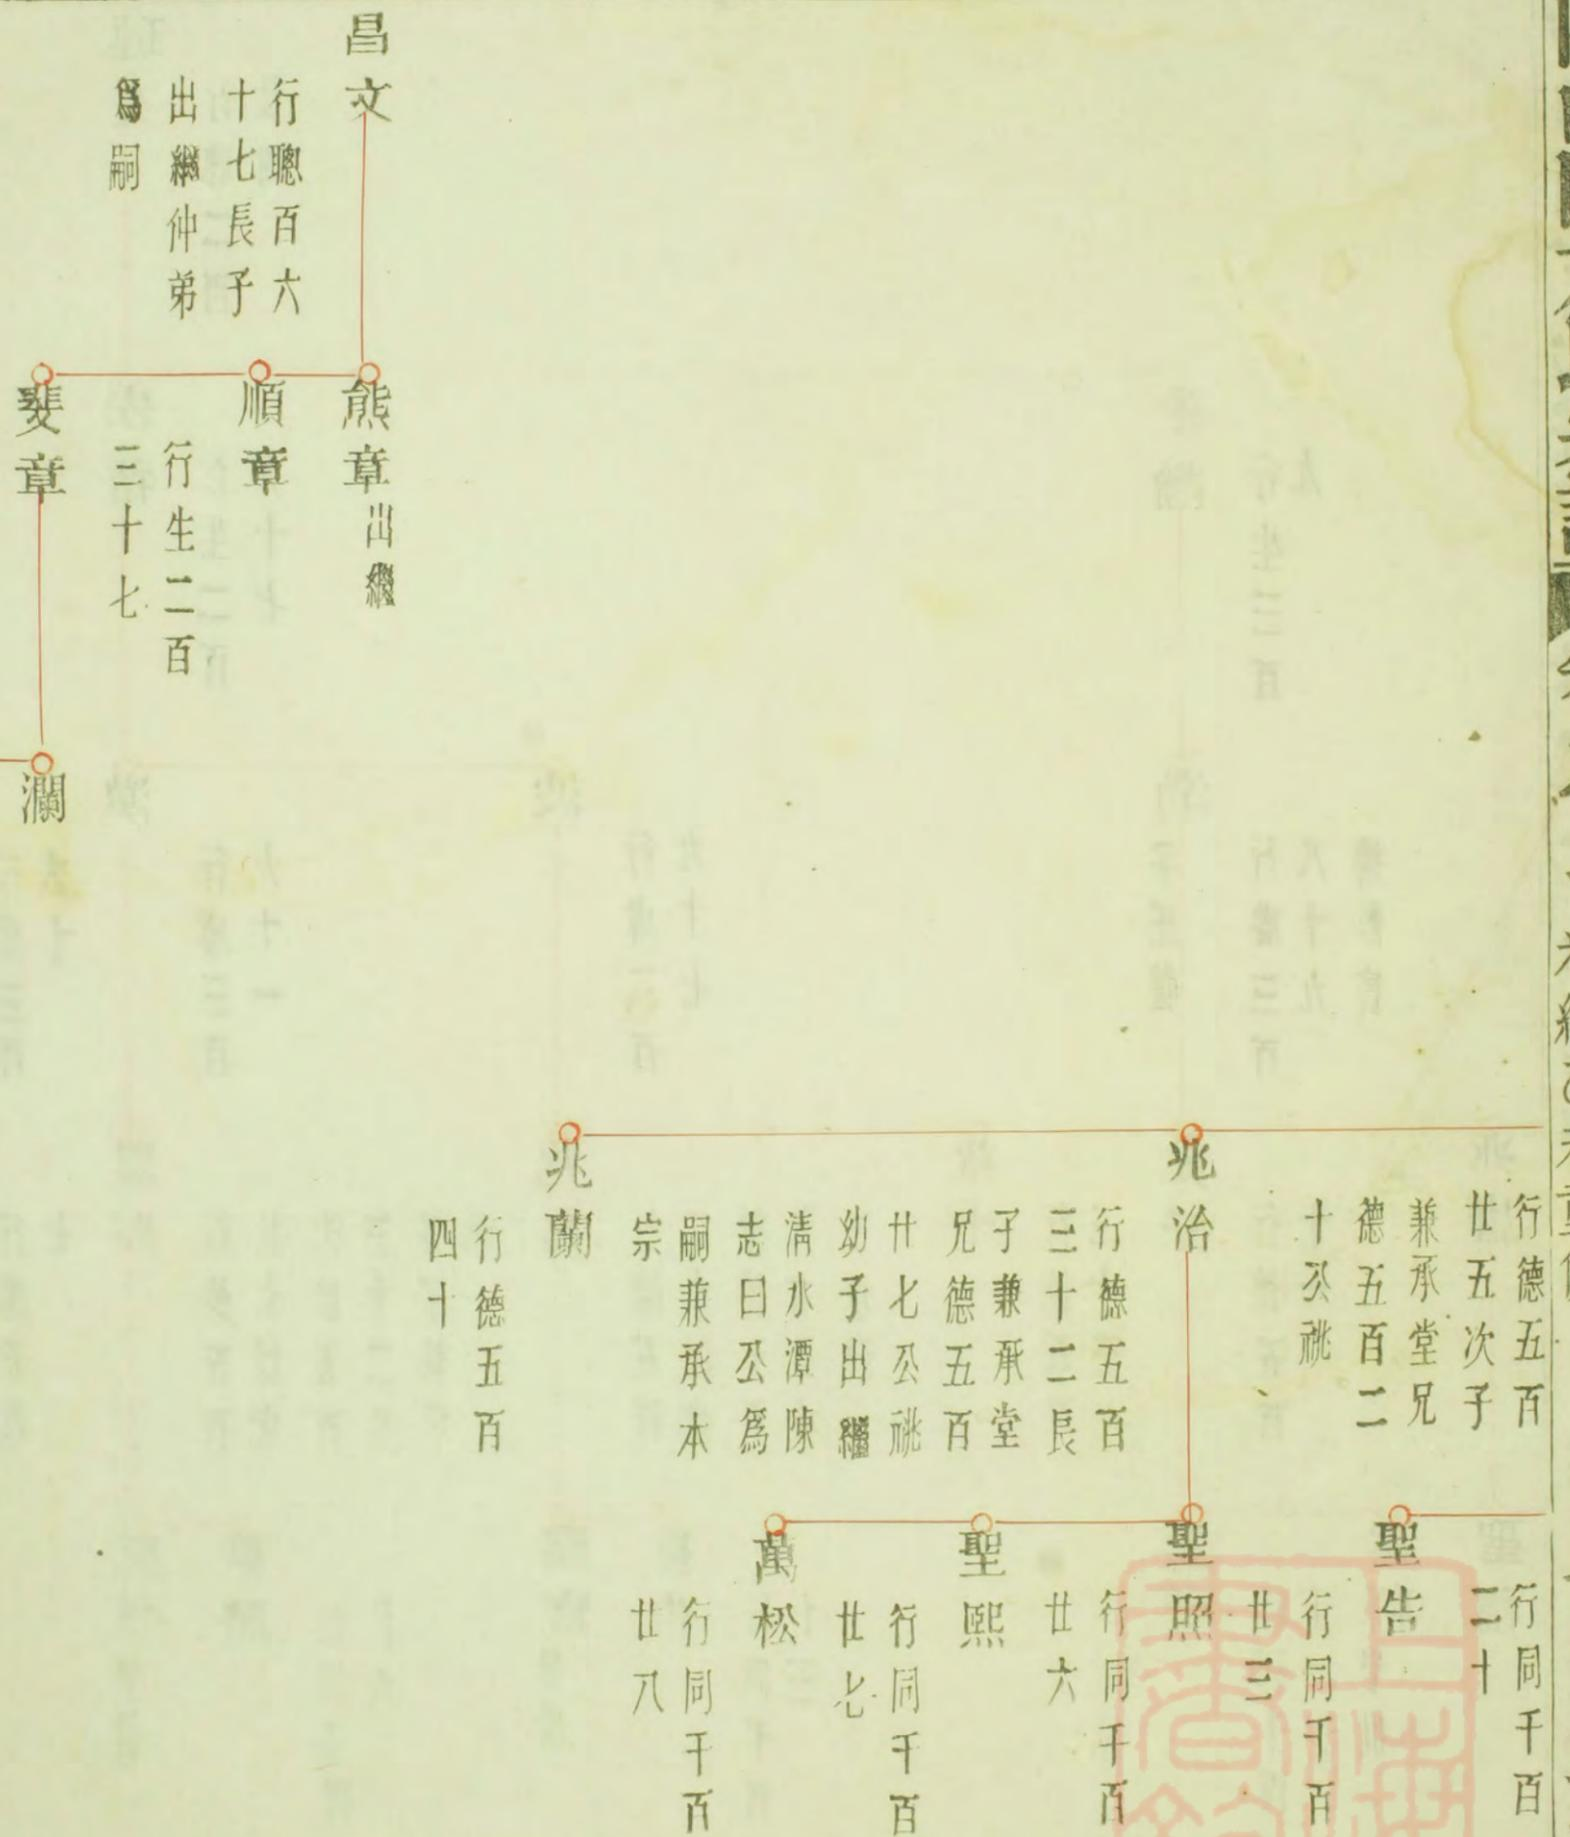 行德五百
廿五次子
兼承堂兄
德五百二
十公祧
兆治
行德五百
三十二長
子兼承堂
兄德五百
廿七公祧
幼子出繼
清水潭陳
志曰公爲
嗣兼承本
宗
兆蘭
行德五百
四十
行同千百
二十
聖告
行同千百
廿三
聖照
行同千百
廿六
聖熙
行同千百
廿七
萬松
行同千百
廿八
昌文
行聰百六
十七長子
出繼仲弟
爲嗣
熊章出繼
順章
行生二百
三十七
斐章
瀾